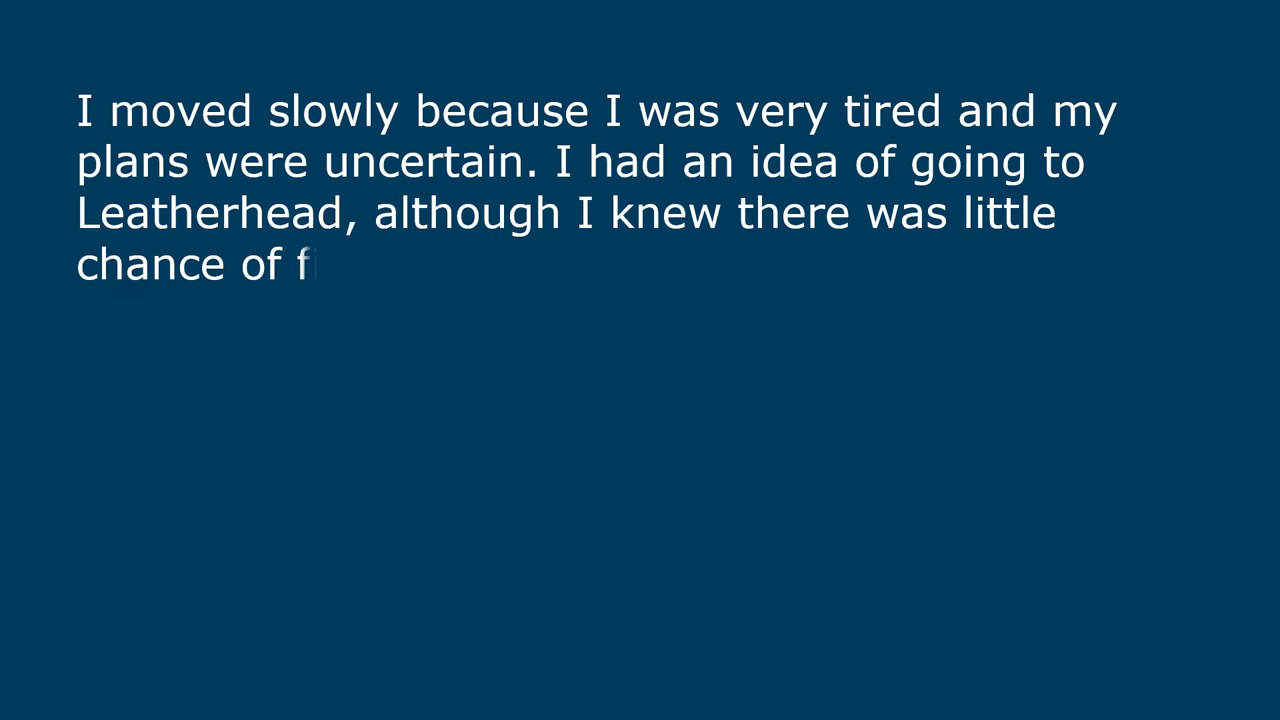 I moved slowly because I was very tired and my
plans were uncertain. I had an idea of going to
Leatherhead, although I knew there was little
chance of f